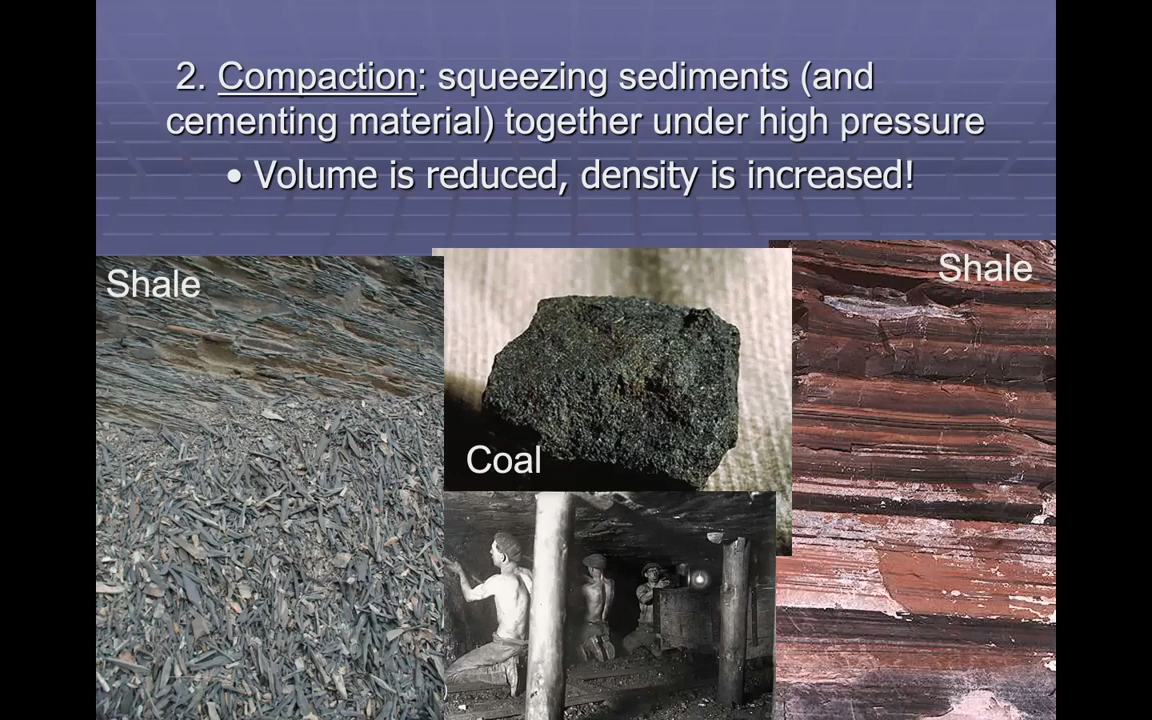 2. Compaction: squeezing sediments (and
cementing material) together under high pressure
• Volume is reduced, density is increased!
Shale
Shale
Coal